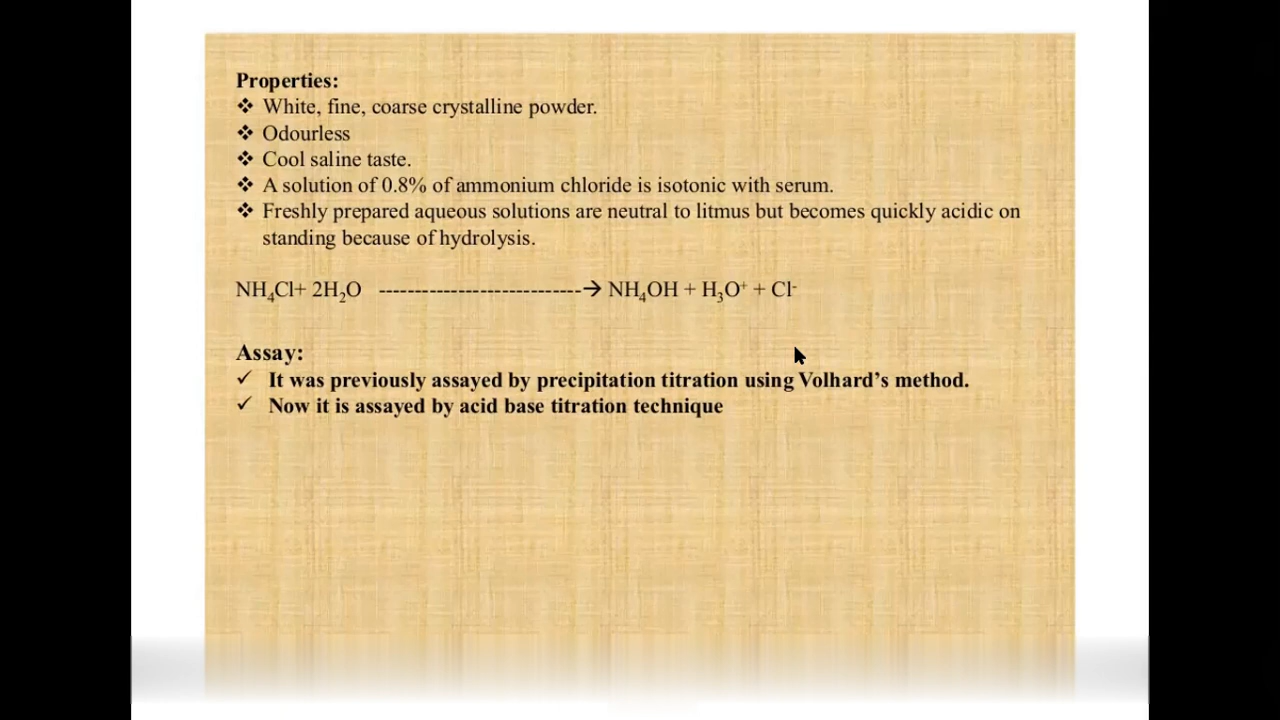 Properties:
❖ White, fine, coarse crystalline powder.
❖ Odourless
❖ Cool saline taste.
❖ A solution of 0.8% of ammonium chloride is isotonic with serum.
❖ Freshly prepared aqueous solutions are neutral to litmus but becomes quickly acidic on
standing because of hydrolysis.
NH₄Cl+ 2H₂O ----------------------------→ NH₄OH + H₃O⁺ + Cl⁻
Assay:
✓ It was previously assayed by precipitation titration using Volhard’s method.
✓ Now it is assayed by acid base titration technique